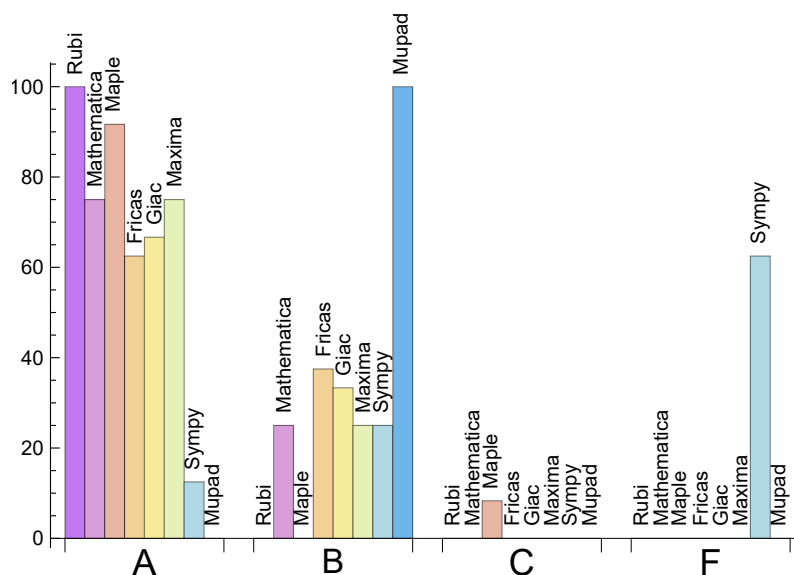 100
80
60
40
20
0
Rubi
Mathematica
Maple
Fricas
Giac
Maxima
Sympy
Mupad
Rubi
Mathematica
Maple
Fricas
Giac
Maxima
Sympy
Mupad
Rubi
Mathematica
Maple
Fricas
Giac
Maxima
Sympy
Mupad
Rubi
Mathematica
Maple
Fricas
Giac
Maxima
Sympy
Mupad
A
B
C
F